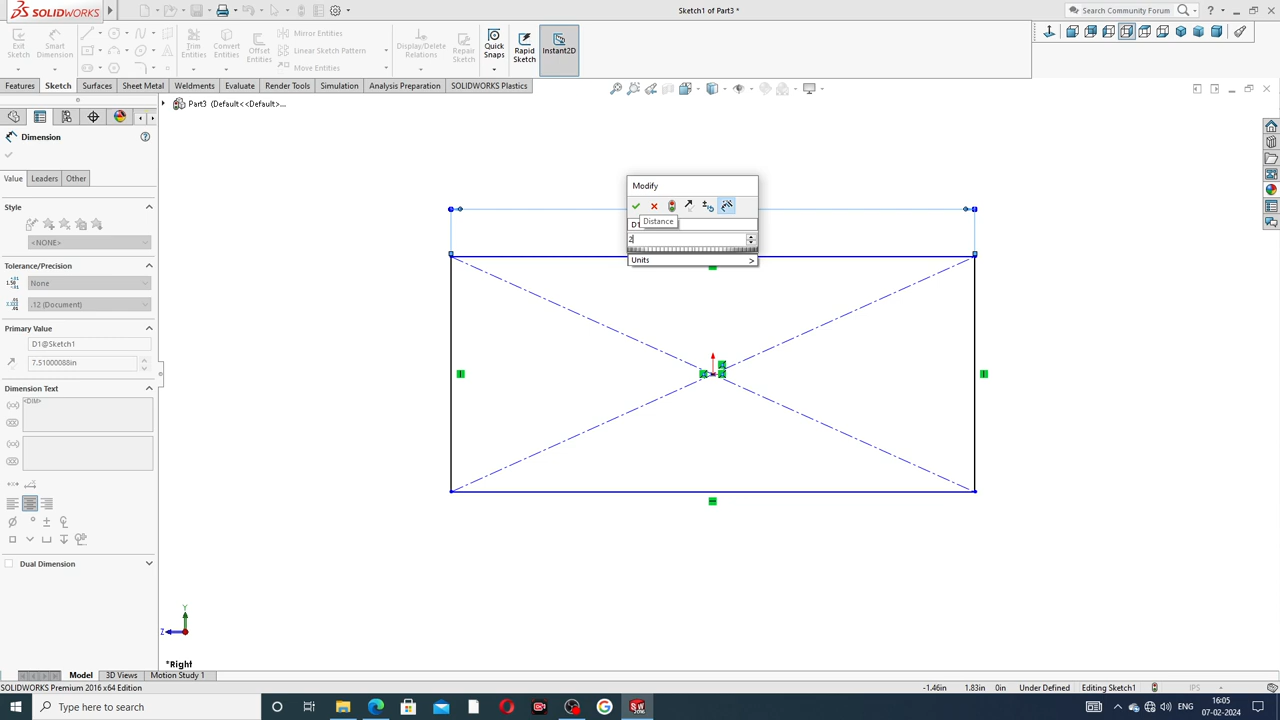 SOLIDWORKS
Sketch1 of Part3 *
Search Community Forum
Exit Sketch
Smart Dimension
Trim Entities
Convert Entities
Offset Entities
Mirror Entities
Linear Sketch Pattern
Move Entities
Display/Delete Relations
Repair Sketch
Quick Snaps
Rapid Sketch
Instant2D
Features
Sketch
Surfaces
Sheet Metal
Weldments
Evaluate
Render Tools
Simulation
Analysis Preparation
SOLIDWORKS Plastics
Part3 (Default<<Default>...
Dimension
Value
Leaders
Other
Style
<NONE>
Tolerance/Precision
None
.12 (Document)
Primary Value
D1@Sketch1
7.51000088in
Dimension Text
<DIM>
Dual Dimension
Modify
D1
Distance
2
Units
>
Y
Z
*Right
Model
3D Views
Motion Study 1
SOLIDWORKS Premium 2016 x64 Edition
-1.46in
1.83in
0in
Under Defined
Editing Sketch1
IPS
Type here to search
ENG
16:05
07-02-2024